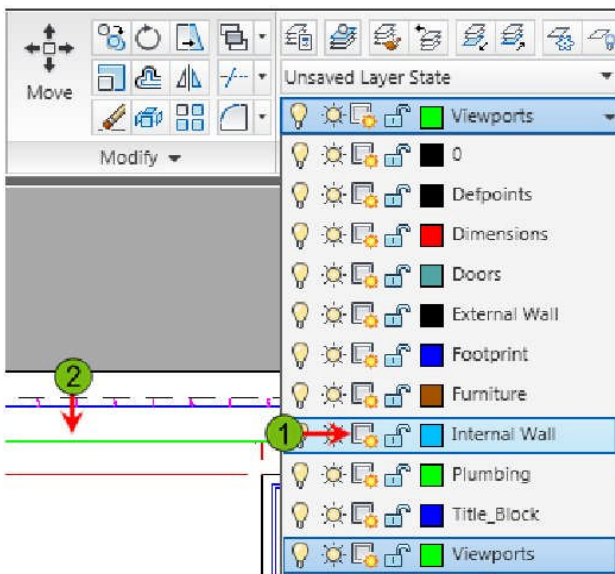 Move
Modify
Unsaved Layer State
Viewports
0
Defpoints
Dimensions
Doors
External Wall
Footprint
Furniture
Internal Wall
Plumbing
Title_Block
Viewports
2
1